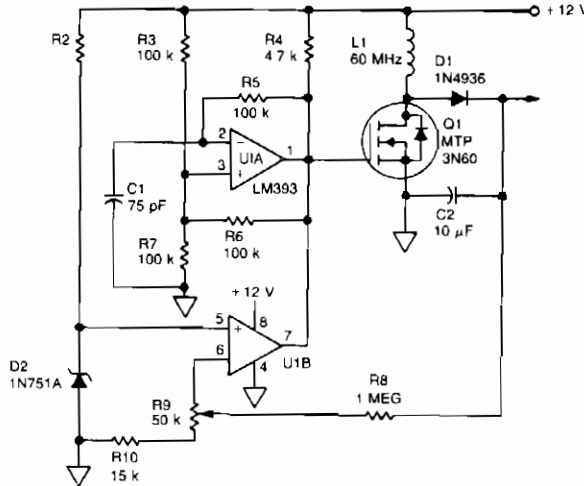 + 12 V
R2
R3
100 k
R4
4.7 k
L1
60 MHz
D1
1N4936
R5
100 k
Q1
MTP
3N60
2
−
U1A
1
3
+
LM393
C1
75 pF
R6
100 k
C2
10 µF
R7
100 k
+ 12 V
5
+
8
7
6
−
4
U1B
D2
1N751A
R9
50 k
R8
1 MEG
R10
15 k